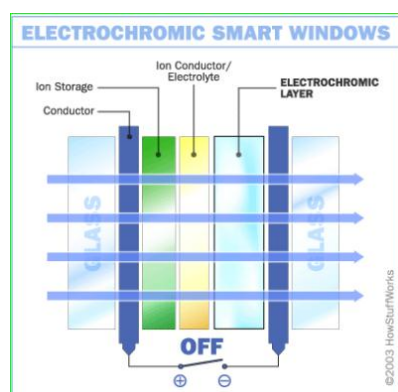 ELECTROCHROMIC SMART WINDOWS
Ion Conductor/
Electrolyte
Ion Storage
ELECTROCHROMIC
LAYER
Conductor
GLASS
GLASS
OFF
+ −
©2003 HowStuffWorks